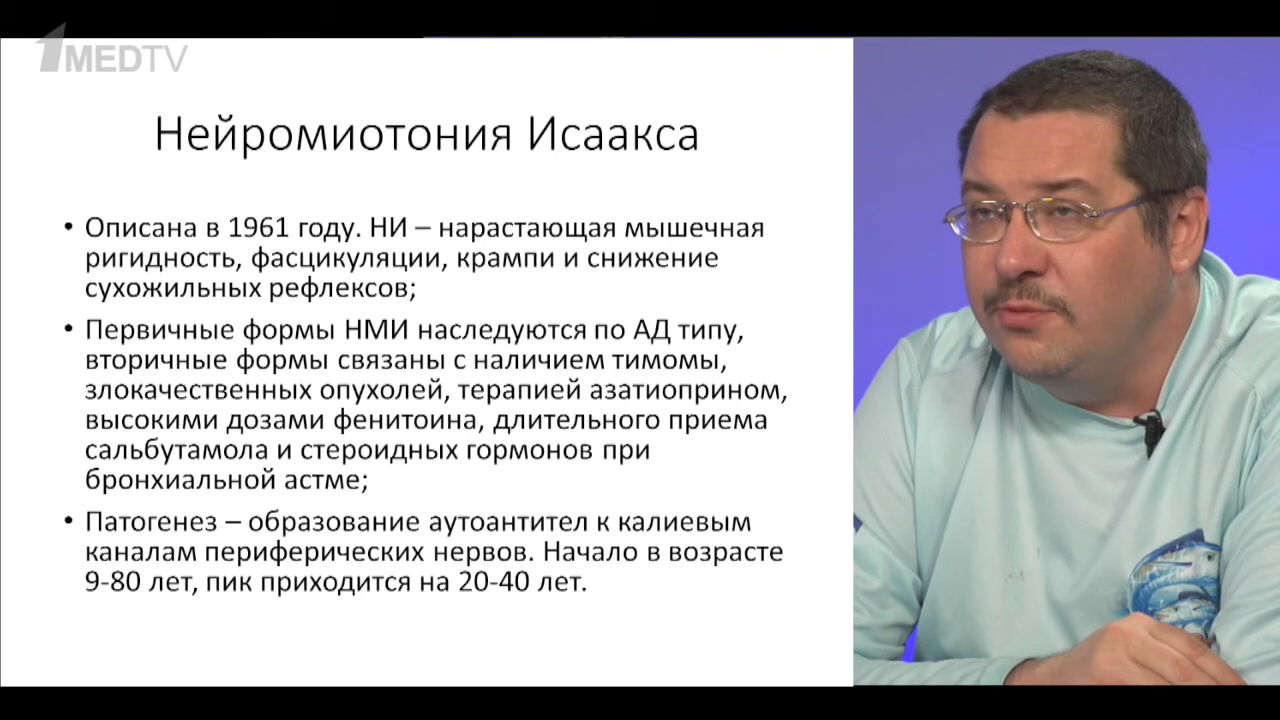 1MEDTV
Нейромиотония Исаакса
• Описана в 1961 году. НИ – нарастающая мышечная
ригидность, фасцикуляции, крампи и снижение
сухожильных рефлексов;
• Первичные формы НМИ наследуются по АД типу,
вторичные формы связаны с наличием тимомы,
злокачественных опухолей, терапией азатиоприном,
высокими дозами фенитоина, длительного приема
сальбутамола и стероидных гормонов при
бронхиальной астме;
• Патогенез – образование аутоантител к калиевым
каналам периферических нервов. Начало в возрасте
9-80 лет, пик приходится на 20-40 лет.